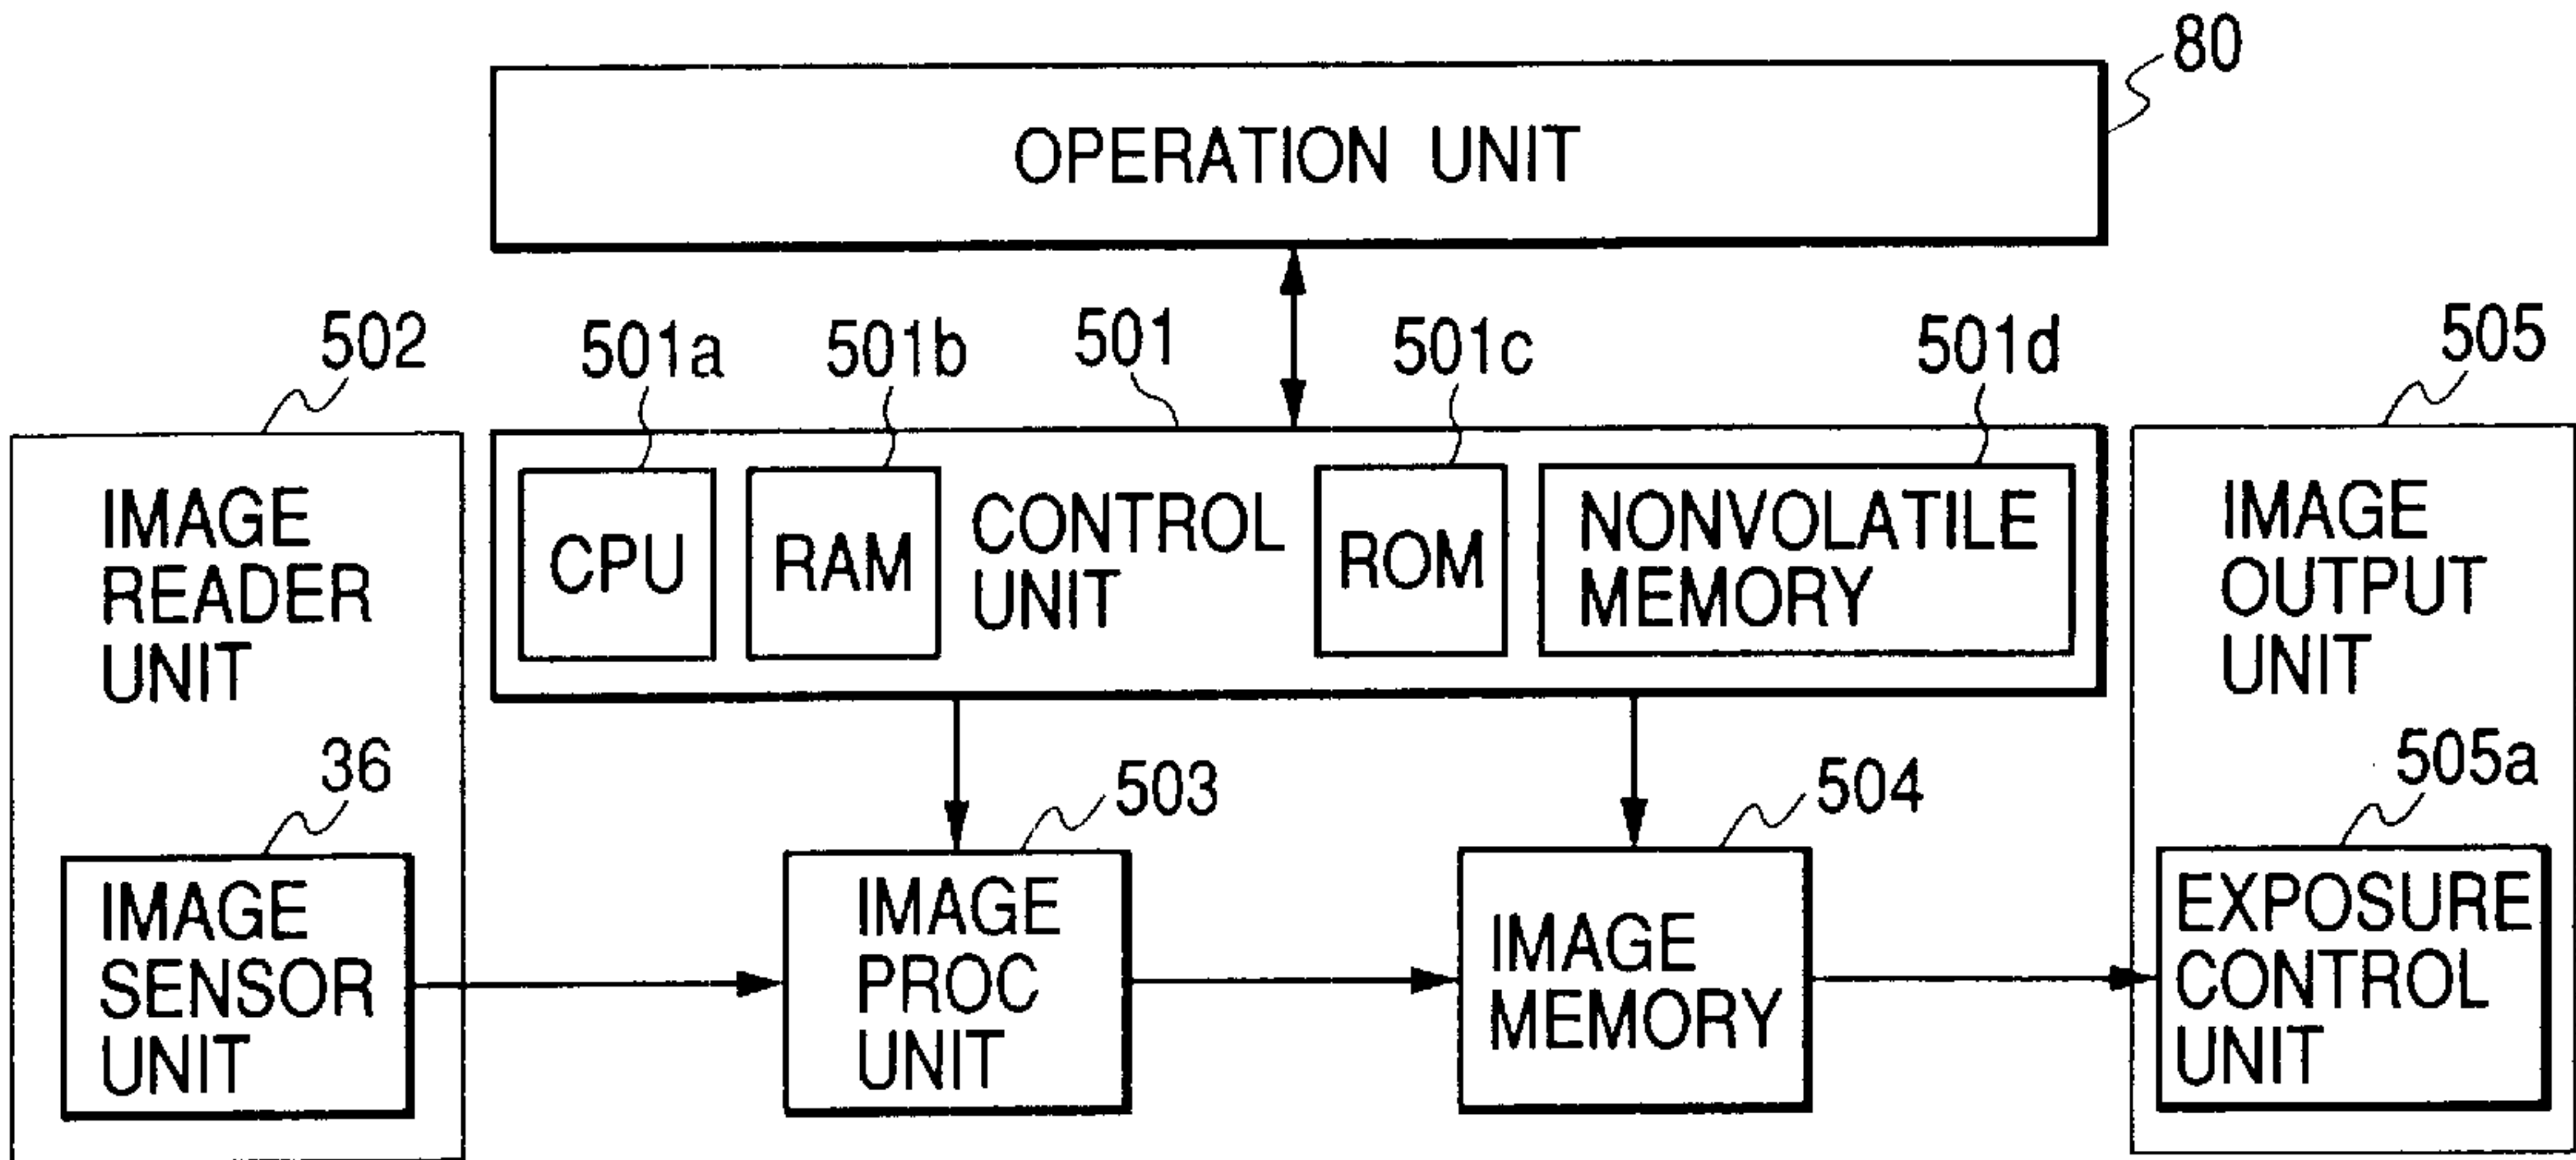 80
OPERATION UNIT
502
501a
501b
501
501c
501d
505
IMAGE
READER
UNIT
CPU
RAM
CONTROL
UNIT
ROM
NONVOLATILE
MEMORY
IMAGE
OUTPUT
UNIT
36
503
504
505a
IMAGE
SENSOR
UNIT
IMAGE
PROC
UNIT
IMAGE
MEMORY
EXPOSURE
CONTROL
UNIT